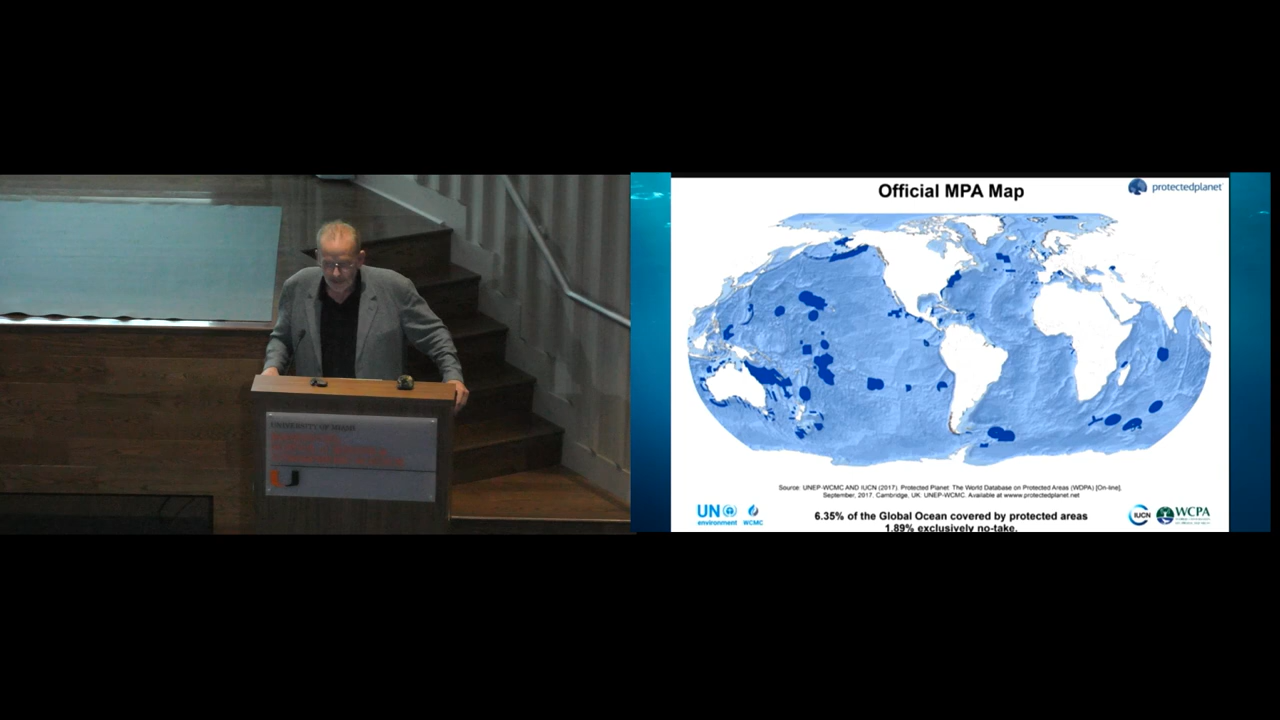 UNIVERSITY OF MIAMI
Official MPA Map
protectedplanet
Source: UNEP-WCMC AND IUCN (2017). Protected Planet: The World Database on Protected Areas (WDPA) [On-line],
September, 2017. Cambridge, UK: UNEP-WCMC. Available at www.protectedplanet.net
UN
environment
WCMC
6.35% of the Global Ocean covered by protected areas
1.89% exclusively no-take.
IUCN
WCPA